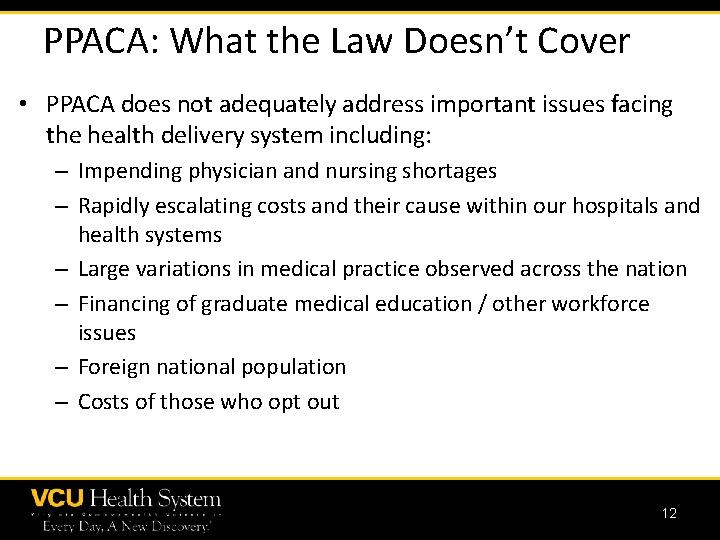 PPACA: What the Law Doesn’t Cover
• PPACA does not adequately address important issues facing
the health delivery system including:
– Impending physician and nursing shortages
– Rapidly escalating costs and their cause within our hospitals and
health systems
– Large variations in medical practice observed across the nation
– Financing of graduate medical education / other workforce
issues
– Foreign national population
– Costs of those who opt out
VCU Health System
Every Day, A New Discovery.
12